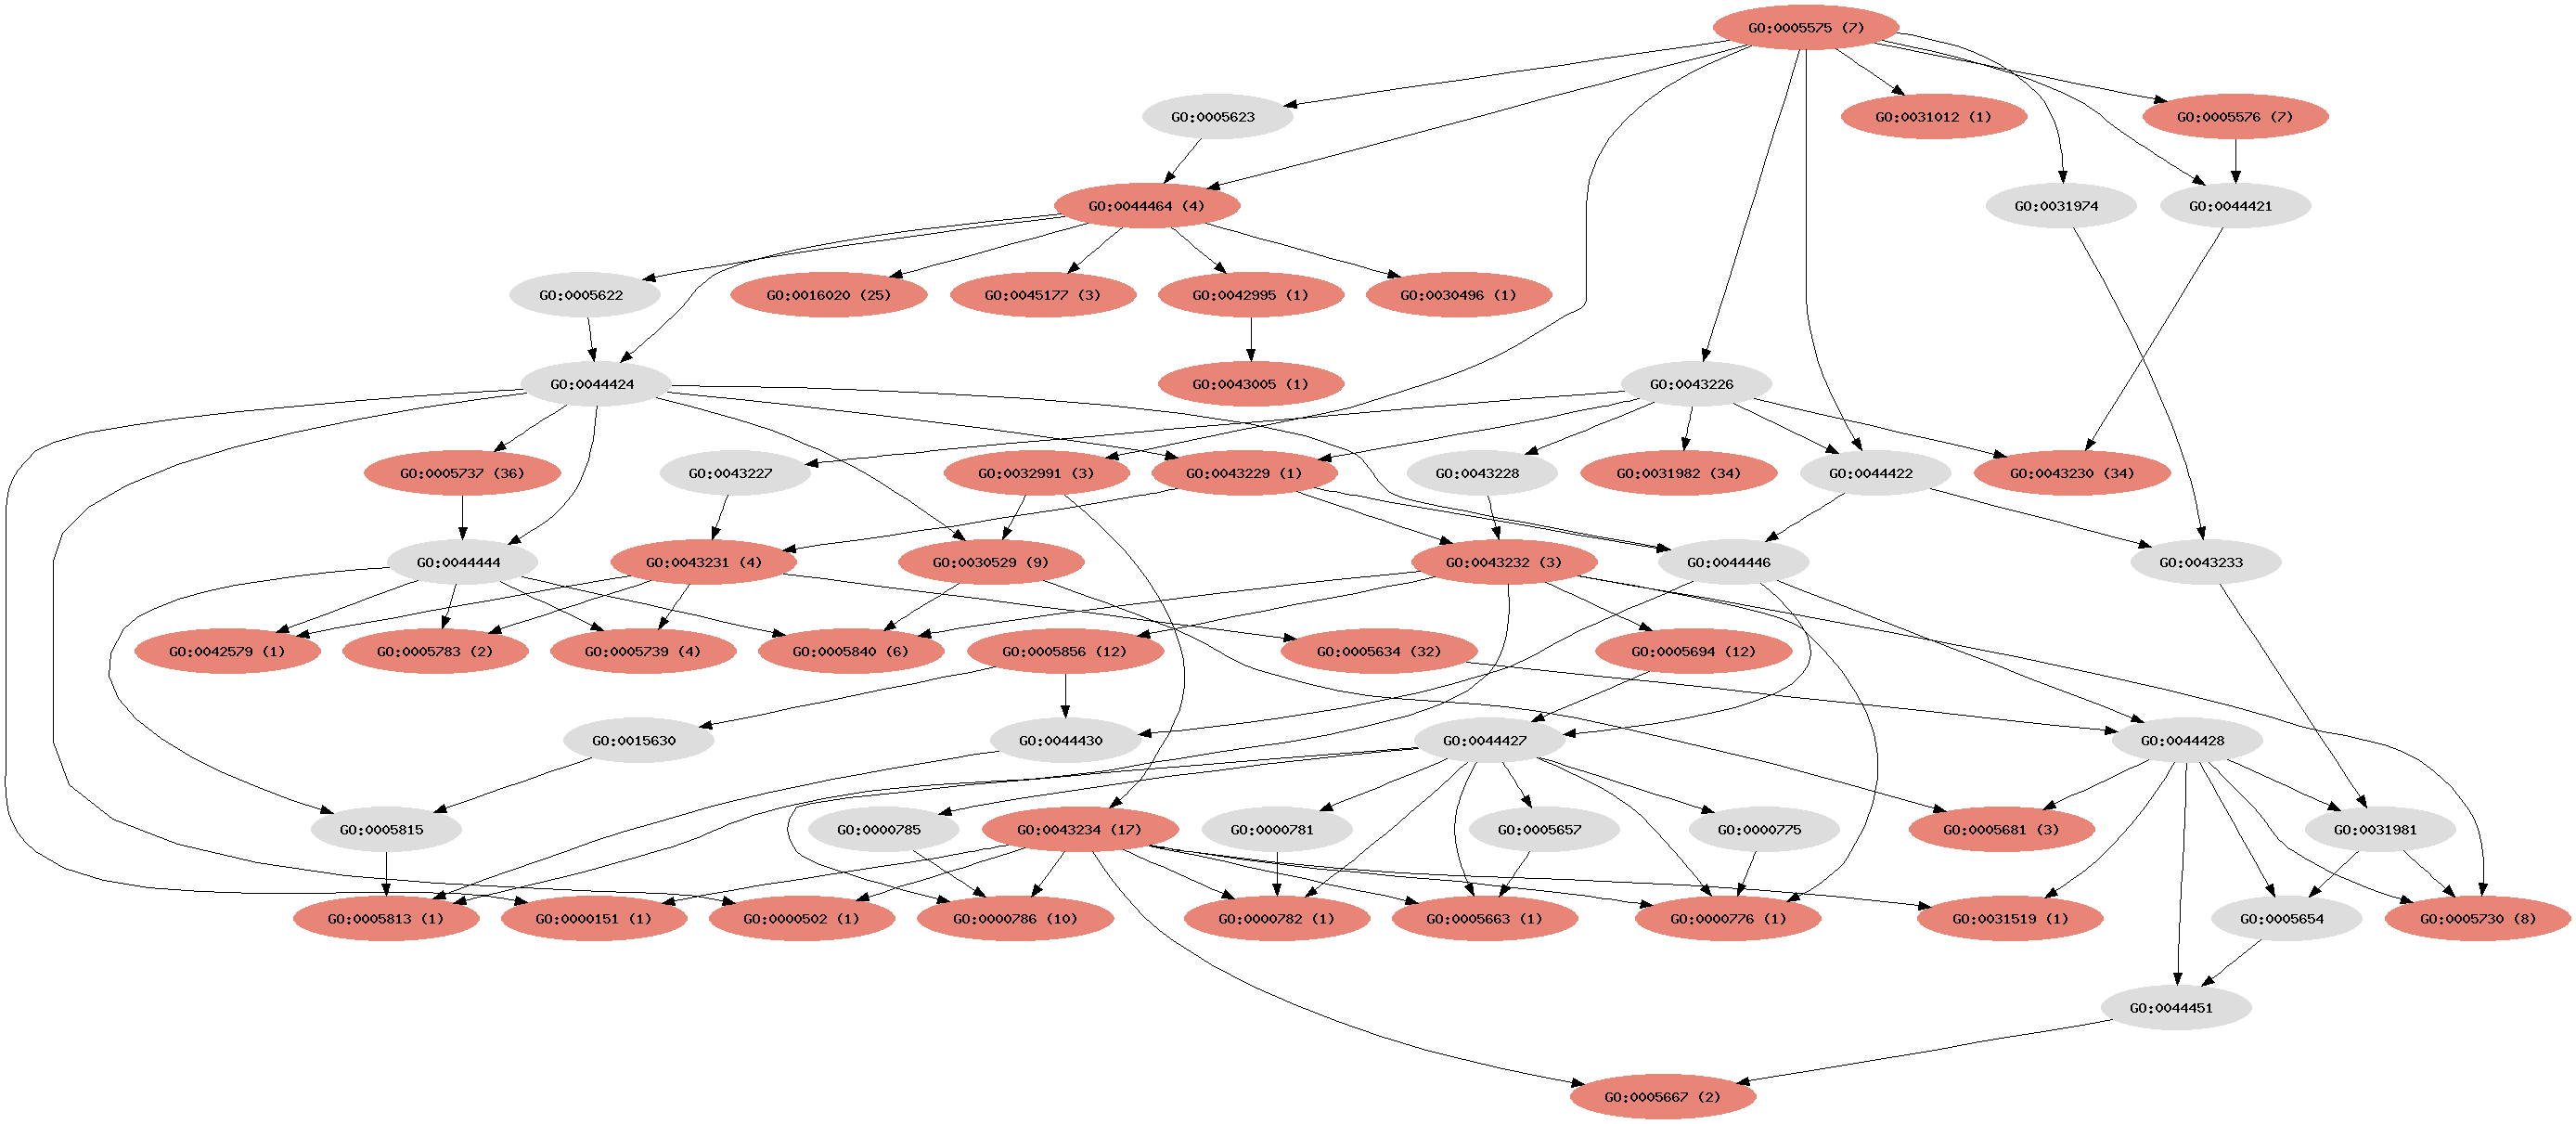 GO:0005575 (7)
GO:0005623
GO:0031012 (1)
GO:0005576 (7)
GO:0044464 (4)
GO:0031974
GO:0044421
GO:0005622
GO:0016020 (25)
GO:0045177 (3)
GO:0042995 (1)
GO:0030496 (1)
GO:0044424
GO:0043005 (1)
GO:0043226
GO:0005737 (36)
GO:0043227
GO:0032991 (3)
GO:0043229 (1)
GO:0043228
GO:0031982 (34)
GO:0044422
GO:0043230 (34)
GO:0044444
GO:0043231 (4)
GO:0030529 (9)
GO:0043232 (3)
GO:0044446
GO:0043233
GO:0042579 (1)
GO:0005783 (2)
GO:0005739 (4)
GO:0005840 (6)
GO:0005856 (12)
GO:0005634 (32)
GO:0005694 (12)
GO:0015630
GO:0044430
GO:0044427
GO:0044428
GO:0005815
GO:0000785
GO:0043234 (17)
GO:0000781
GO:0005657
GO:0000775
GO:0005681 (3)
GO:0031981
GO:0005813 (1)
GO:0000151 (1)
GO:0000502 (1)
GO:0000786 (10)
GO:0000782 (1)
GO:0005663 (1)
GO:0000776 (1)
GO:0031519 (1)
GO:0005654
GO:0005730 (8)
GO:0044451
GO:0005667 (2)